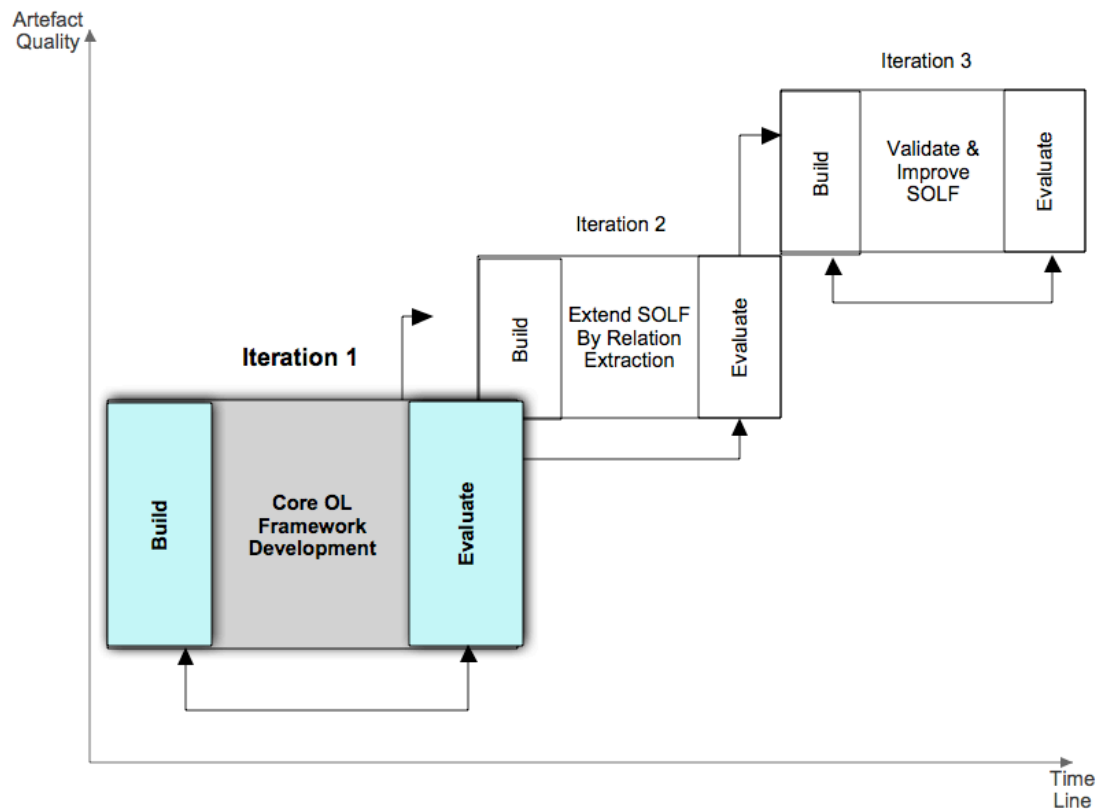 Artefact
Quality
Iteration 3
Build
Validate &
Improve
SOLF
Evaluate
Iteration 2
Build
Extend SOLF
By Relation
Extraction
Evaluate
Iteration 1
Build
Core OL
Framework
Development
Evaluate
Time
Line